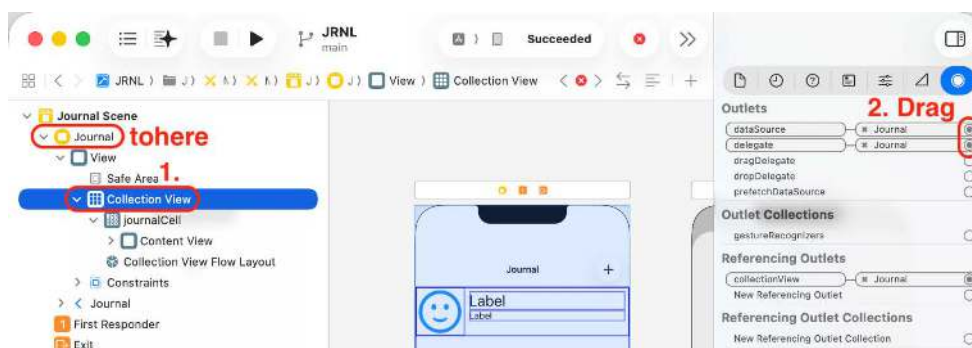 JRNL
main
Succeeded
JRNL
View
Collection View
Journal Scene
Journal
tohere
View
Safe Area
1.
Collection View
journalCell
Content View
Collection View Flow Layout
Constraints
Journal
First Responder
Exit
Journal
+
Label
Label
Outlets
2. Drag
dataSource
Journal
delegate
Journal
dragDelegate
dropDelegate
prefetchDataSource
Outlet Collections
gestureRecognizers
Referencing Outlets
collectionView
Journal
New Referencing Outlet
Referencing Outlet Collections
New Referencing Outlet Collection